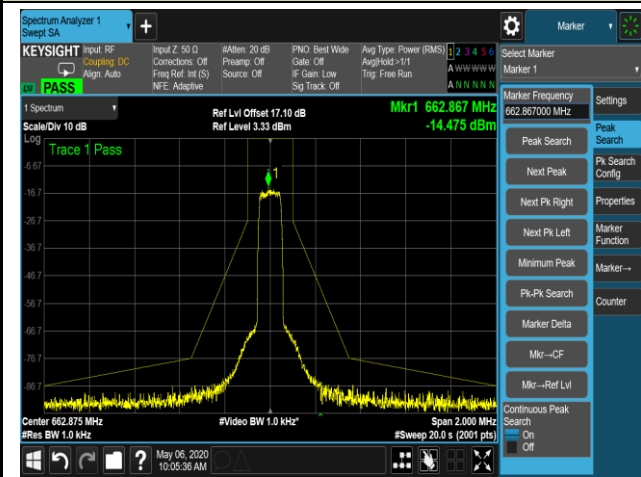 Spectrum Analyzer 1
Swept SA
+
Marker
KEYSIGHT
Input: RF
Coupling: DC
Align: Auto
Input Z: 50 Ω
Corrections: Off
Freq Ref: Int (S)
NFE: Adaptive
#Atten: 20 dB
Preamp: Off
Source: Off
PNO: Best Wide
Gate: Off
IF Gain: Low
Sig Track: Off
Avg Type: Power (RMS)
Avg|Hold:>1/1
Trig: Free Run
1 2 3 4 5 6
A W W W W W
A N N N N N
LW PASS
Select Marker
Marker 1
1 Spectrum
Scale/Div 10 dB
Log
Ref Lvl Offset 17.10 dB
Ref Level 3.33 dBm
Mkr1 662.867 MHz
-14.475 dBm
Trace 1 Pass
1
-6.67
-16.7
-26.7
-36.7
-46.7
-56.7
-66.7
-76.7
-86.7
Center 662.875 MHz
#Res BW 1.0 kHz
#Video BW 1.0 kHz*
Span 2.000 MHz
#Sweep 20.0 s (2001 pts)
Marker Frequency
662.867000 MHz
Peak Search
Next Peak
Next Pk Right
Next Pk Left
Minimum Peak
Pk-Pk Search
Marker Delta
Mkr→CF
Mkr→Ref Lvl
Continuous Peak
Search
On
Off
Settings
Peak
Search
Pk Search
Config
Properties
Marker
Function
Marker→
Counter
?
May 06, 2020
10:05:36 AM